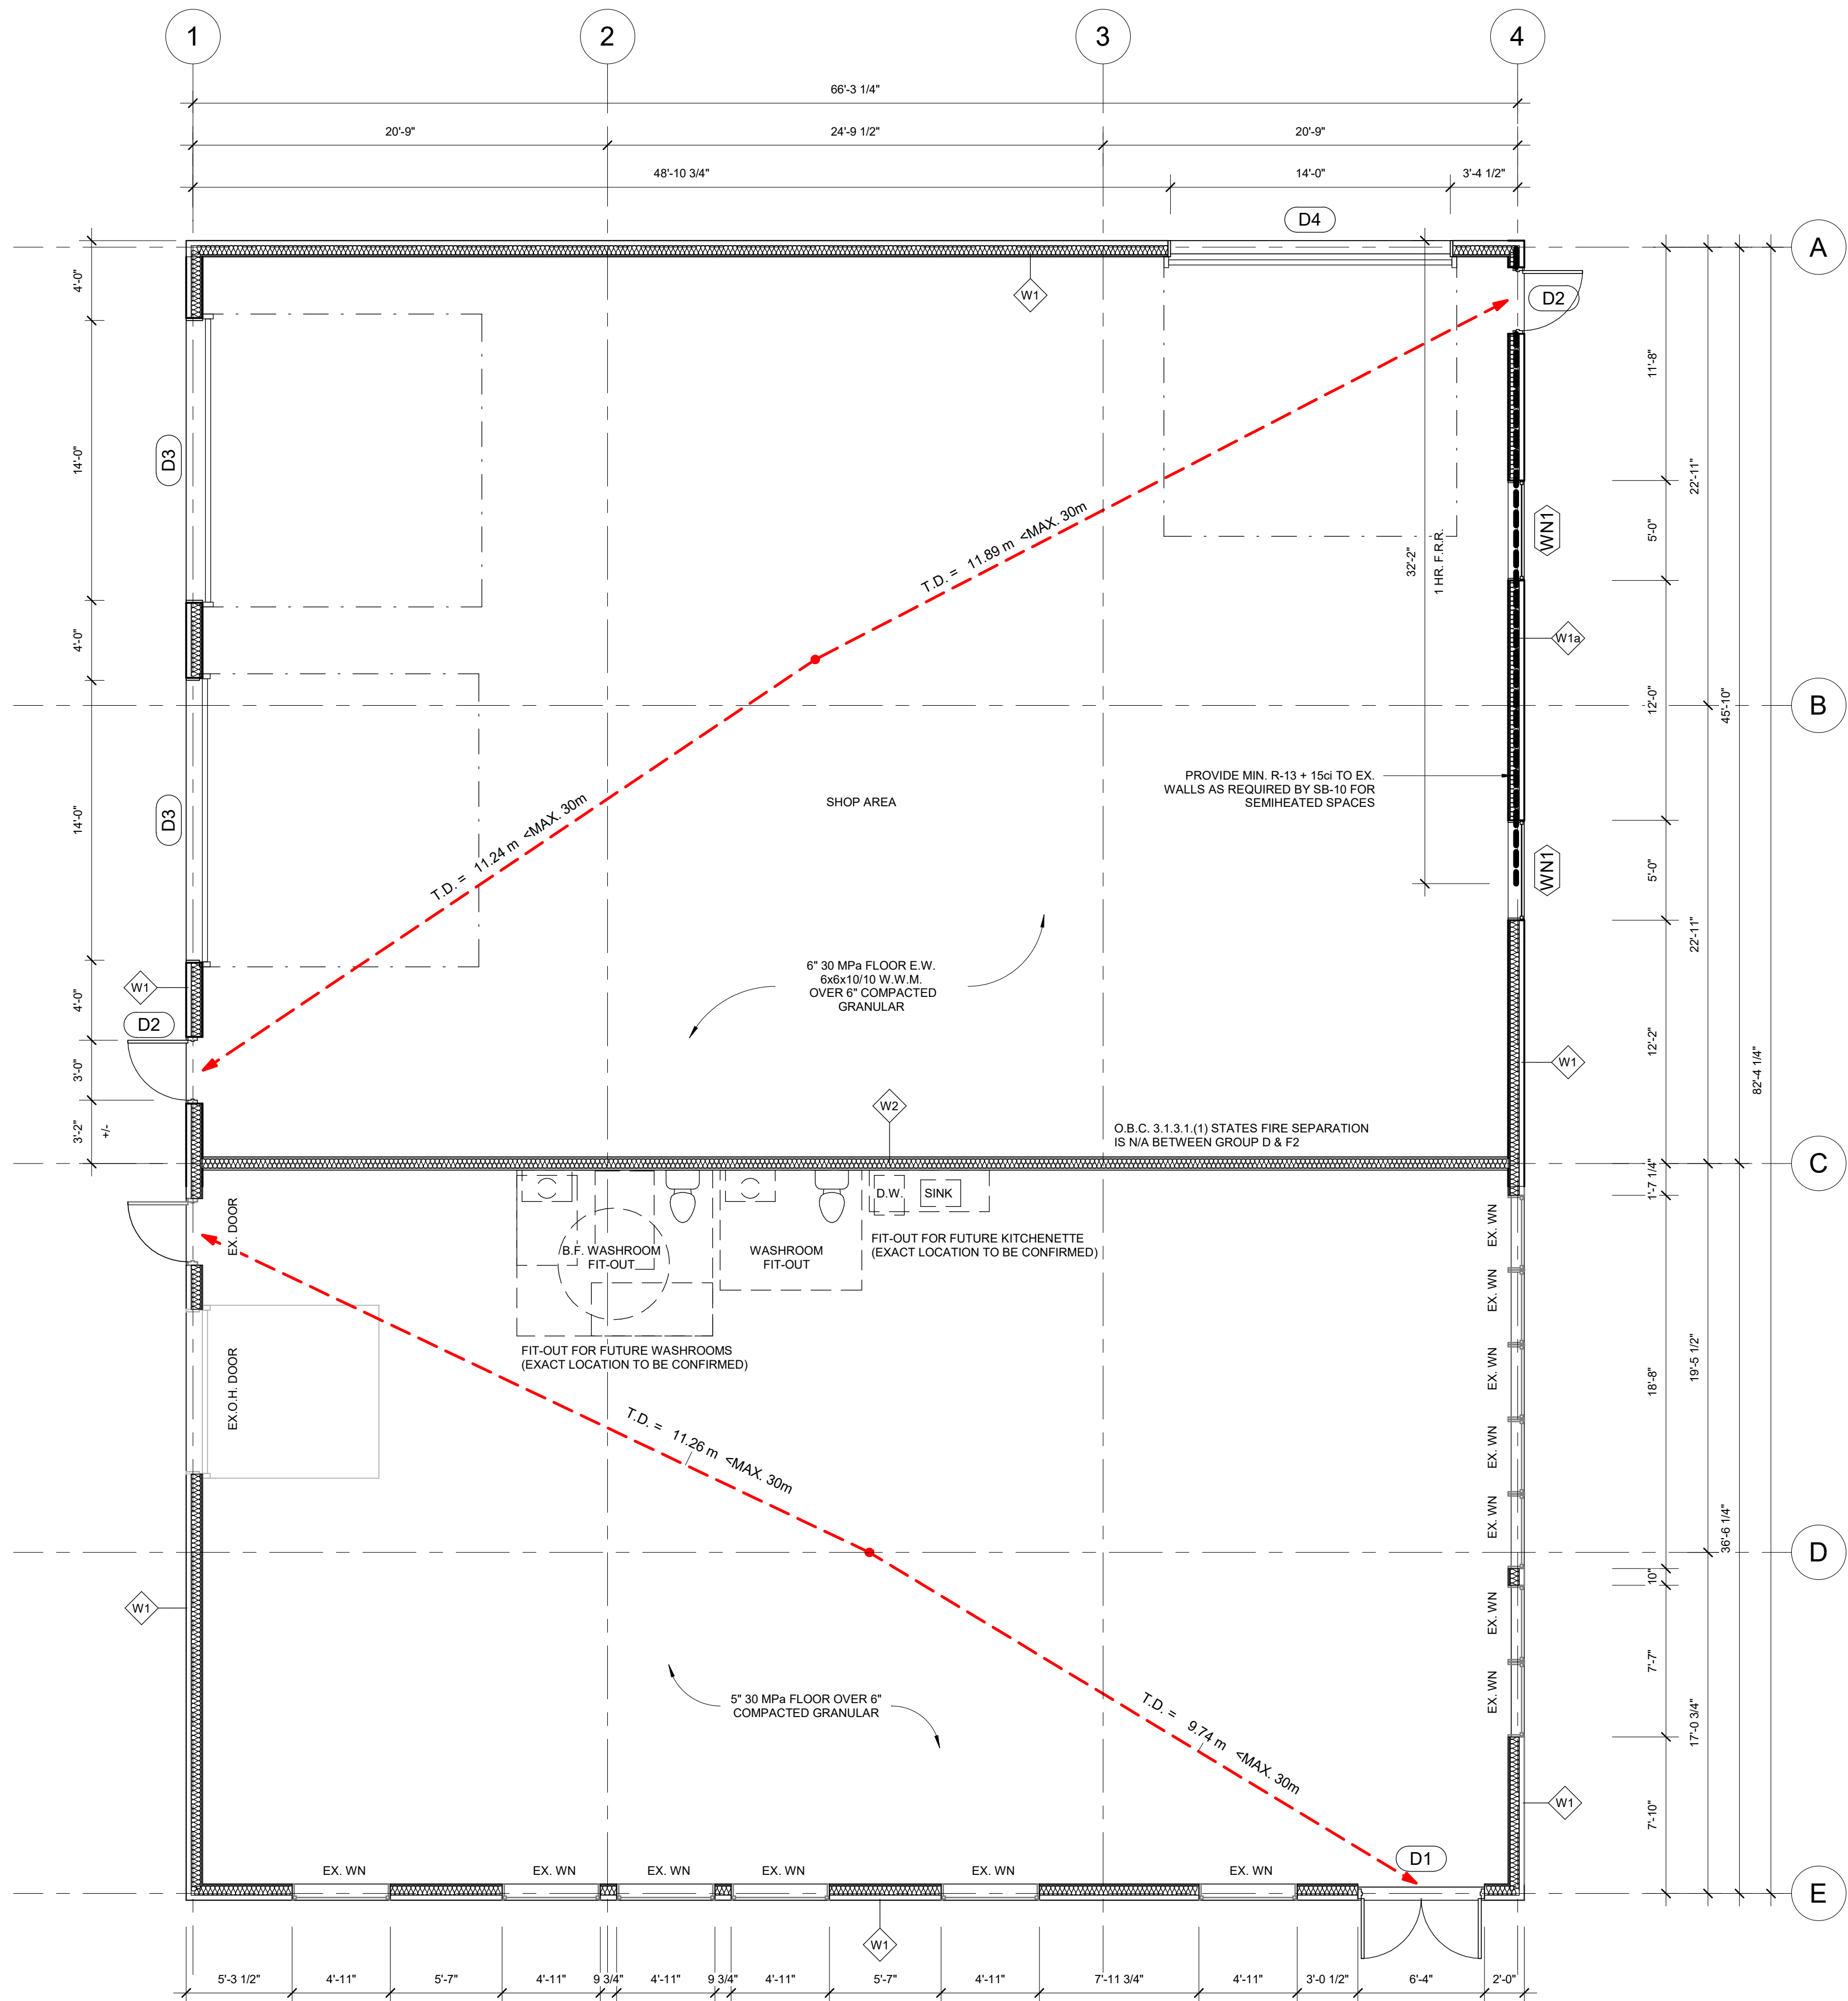 1
2
3
4
66'-3 1/4"
20'-9"
24'-9 1/2"
20'-9"
48'-10 3/4"
14'-0"
3'-4 1/2"
D4
A
4'-0"
W1
D2
11'-8"
22'-11"
14'-0"
D3
T.D. = 11.89 m <MAX. 30m
32'-2"
1 HR. F.R.R.
WN1
5'-0"
4'-0"
W1a
12'-0"
45'-10"
B
PROVIDE MIN. R-13 + 15ci TO EX.
WALLS AS REQUIRED BY SB-10 FOR
SEMIHEATED SPACES
SHOP AREA
14'-0"
D3
T.D. = 11.24 m <MAX. 30m
WN1
5'-0"
22'-11"
6" 30 MPa FLOOR E.W.
6x6x10/10 W.W.M.
OVER 6" COMPACTED
GRANULAR
W1
4'-0"
D2
3'-0"
12'-2"
W1
82'-4 1/4"
W2
3'-2"
+/-
O.B.C. 3.1.3.1.(1) STATES FIRE SEPARATION
IS N/A BETWEEN GROUP D & F2
C
1'-7 1/4"
D.W.
SINK
EX. DOOR
B.F. WASHROOM
FIT-OUT
WASHROOM
FIT-OUT
FIT-OUT FOR FUTURE KITCHENETTE
(EXACT LOCATION TO BE CONFIRMED)
EX. WN
EX. WN
EX. WN
EX. WN
EX. WN
FIT-OUT FOR FUTURE WASHROOMS
(EXACT LOCATION TO BE CONFIRMED)
EX.O.H. DOOR
18'-8"
19'-5 1/2"
T.D. = 11.26 m <MAX. 30m
36'-6 1/4"
D
10"
W1
EX. WN
EX. WN
7'-7"
17'-0 3/4"
5" 30 MPa FLOOR OVER 6"
COMPACTED GRANULAR
T.D. = 9.74 m <MAX. 30m
W1
7'-10"
D1
EX. WN
EX. WN
EX. WN
EX. WN
EX. WN
EX. WN
E
W1
5'-3 1/2"
4'-11"
5'-7"
4'-11"
9 3/4"
4'-11"
9 3/4"
4'-11"
5'-7"
4'-11"
7'-11 3/4"
4'-11"
3'-0 1/2"
6'-4"
2'-0"